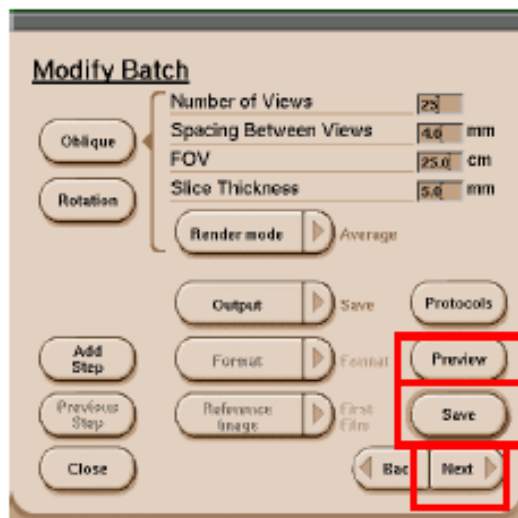 Modify Batch
Number of Views 25
Oblique Spacing Between Views 4.0 mm
FOV 25.0 cm
Rotation Slice Thickness 5.0 mm
Render mode Average
Output Save Protocols
Add Step Format Format Preview
Previous Step Reference Image First Film Save
Close Bac Next